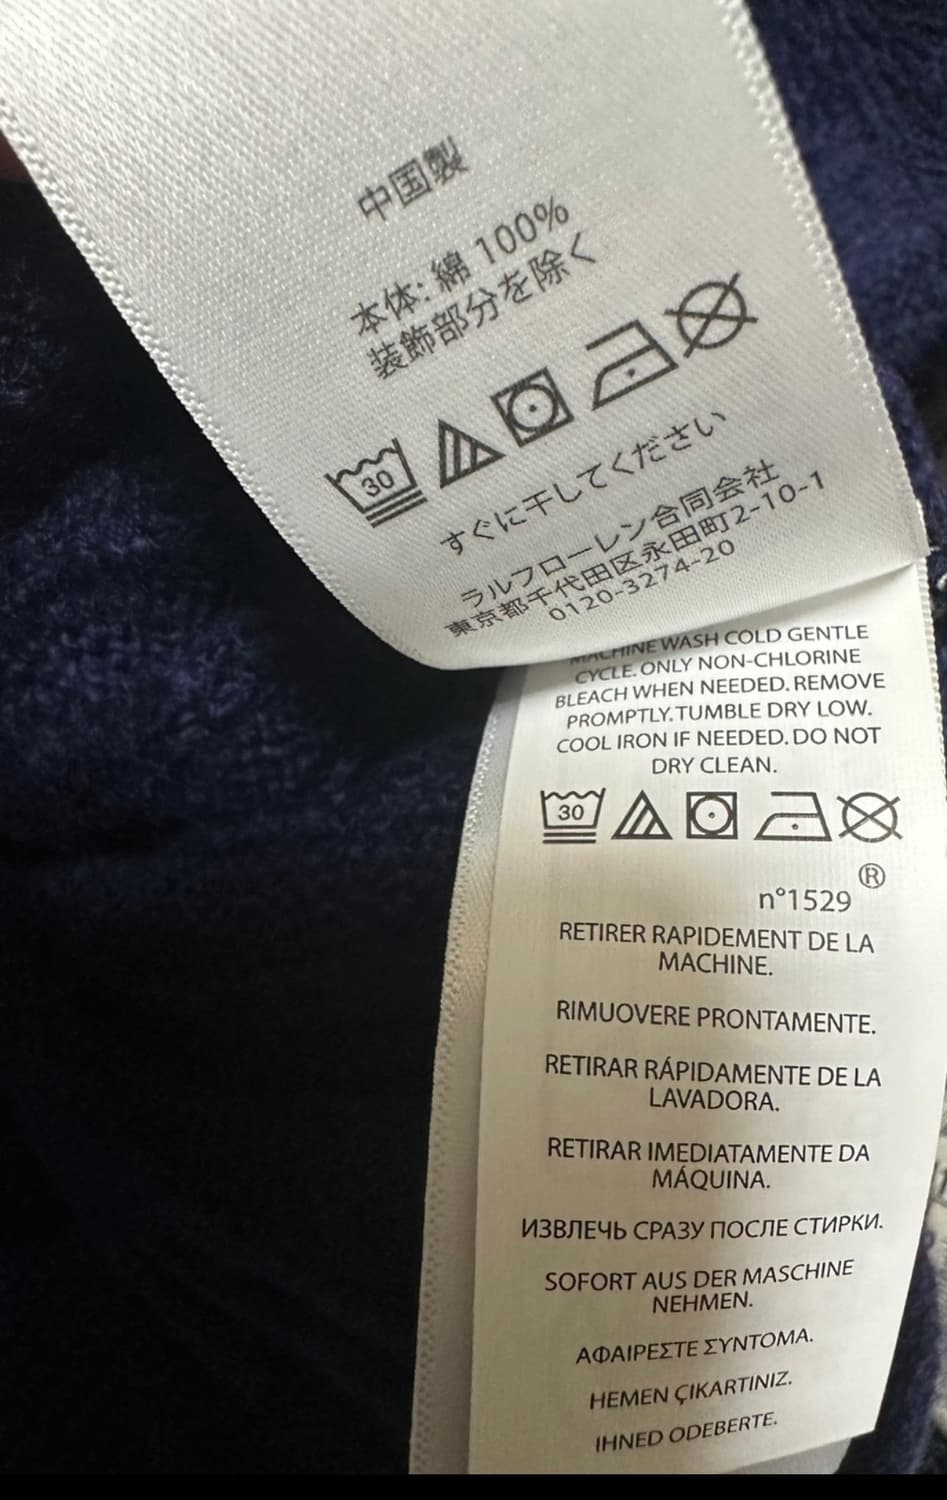 中国製
本体: 綿 100%
装飾部分を除く
30
すぐに干してください
ラルフローレン合同会社
東京都千代田区永田町2-10-1
0120-3274-20
MACHINE WASH COLD GENTLE
CYCLE. ONLY NON-CHLORINE
BLEACH WHEN NEEDED. REMOVE
PROMPTLY. TUMBLE DRY LOW.
COOL IRON IF NEEDED. DO NOT
DRY CLEAN.
30
®
n°1529
RETIRER RAPIDEMENT DE LA
MACHINE.
RIMUOVERE PRONTAMENTE.
RETIRAR RÁPIDAMENTE DE LA
LAVADORA.
RETIRAR IMEDIATAMENTE DA
MÁQUINA.
ИЗВЛЕЧЬ СРАЗУ ПОСЛЕ СТИРКИ.
SOFORT AUS DER MASCHINE
NEHMEN.
ΑΦΑΙΡΕΣΤΕ ΣΥΝΤΟΜΑ.
HEMEN ÇIKARTINIZ.
IHNED ODEBERTE.